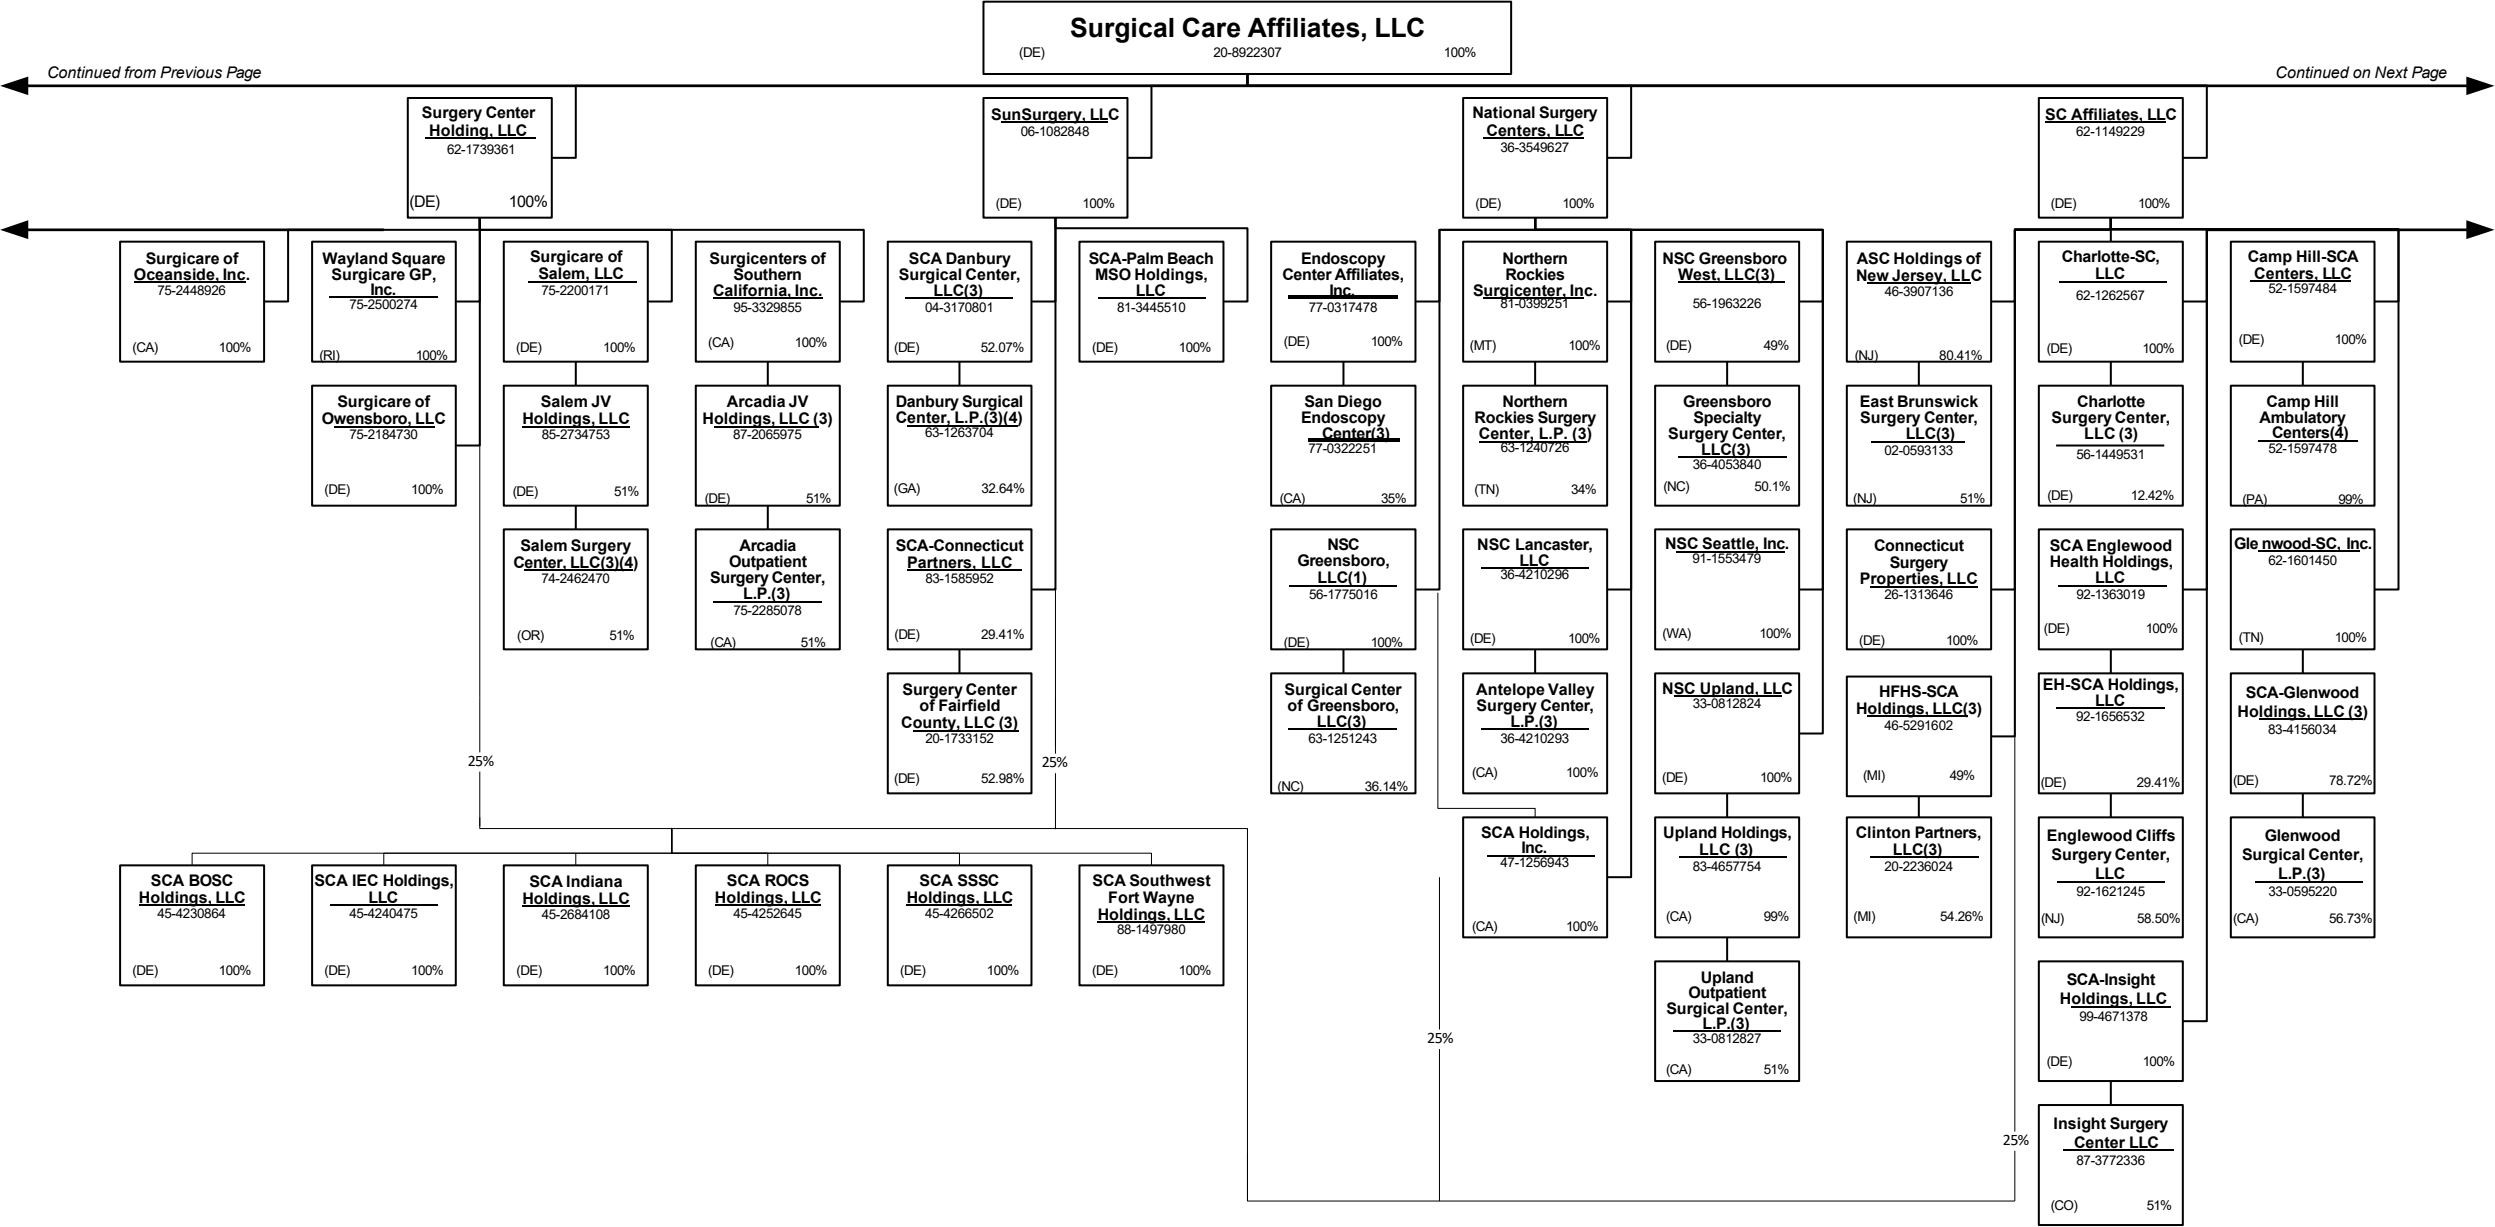 Surgical Care Affiliates, LLC
(DE) 20-8922307 100%
Continued from Previous Page
Continued on Next Page
Surgery Center
Holding, LLC
62-1739361
(DE) 100%
SunSurgery, LLC
06-1082848
(DE) 100%
National Surgery
Centers, LLC
36-3549627
(DE) 100%
SC Affiliates, LLC
62-1149229
(DE) 100%
Surgicare of
Oceanside, Inc.
75-2448926
(CA) 100%
Wayland Square
Surgicare GP,
Inc.
75-2500274
(RI) 100%
Surgicare of
Salem, LLC
75-2200171
(DE) 100%
Surgicenters of
Southern
California, Inc.
95-3329855
(CA) 100%
SCA Danbury
Surgical Center,
LLC(3)
04-3170801
(DE) 52.07%
SCA-Palm Beach
MSO Holdings,
LLC
81-3445510
(DE) 100%
Endoscopy
Center Affiliates,
Inc.
77-0317478
(DE) 100%
Northern
Rockies
Surgicenter, Inc.
81-0399251
(MT) 100%
NSC Greensboro
West, LLC(3)
56-1963226
(DE) 49%
ASC Holdings of
New Jersey, LLC
46-3907136
(NJ) 80.41%
Charlotte-SC,
LLC
62-1262567
(DE) 100%
Camp Hill-SCA
Centers, LLC
52-1597484
(DE) 100%
Surgicare of
Owensboro, LLC
75-2184730
(DE) 100%
Salem JV
Holdings, LLC
85-2734753
(DE) 51%
Arcadia JV
Holdings, LLC (3)
87-2065975
(DE) 51%
Danbury Surgical
Center, L.P.(3)(4)
63-1263704
(GA) 32.64%
San Diego
Endoscopy
Center(3)
77-0322251
(CA) 35%
Northern
Rockies Surgery
Center, L.P. (3)
63-1240726
(TN) 34%
Greensboro
Specialty
Surgery Center,
LLC(3)
36-4053840
(NC) 50.1%
East Brunswick
Surgery Center,
LLC(3)
02-0593133
(NJ) 51%
Charlotte
Surgery Center,
LLC (3)
56-1449531
(DE) 12.42%
Camp Hill
Ambulatory
Centers(4)
52-1597478
(PA) 99%
Salem Surgery
Center, LLC(3)(4)
74-2462470
(OR) 51%
Arcadia
Outpatient
Surgery Center,
L.P.(3)
75-2285078
(CA) 51%
SCA-Connecticut
Partners, LLC
83-1585952
(DE) 29.41%
NSC
Greensboro,
LLC(1)
56-1775016
(DE) 100%
NSC Lancaster,
LLC
36-4210296
(DE) 100%
NSC Seattle, Inc.
91-1553479
(WA) 100%
Connecticut
Surgery
Properties, LLC
26-1313646
(DE) 100%
SCA Englewood
Health Holdings,
LLC
92-1363019
(DE) 100%
Glenwood-SC, Inc.
62-1601450
(TN) 100%
Surgery Center
of Fairfield
County, LLC (3)
20-1733152
(DE) 52.98%
Surgical Center
of Greensboro,
LLC(3)
63-1251243
(NC) 36.14%
Antelope Valley
Surgery Center,
L.P.(3)
36-4210293
(CA) 100%
NSC Upland, LLC
33-0812824
(DE) 100%
HFHS-SCA
Holdings, LLC(3)
46-5291602
(MI) 49%
EH-SCA Holdings,
LLC
92-1656532
(DE) 29.41%
SCA-Glenwood
Holdings, LLC (3)
83-4156034
(DE) 78.72%
25%
25%
SCA Holdings,
Inc.
47-1256943
(CA) 100%
Upland Holdings,
LLC (3)
83-4657754
(CA) 99%
Clinton Partners,
LLC(3)
20-2236024
(MI) 54.26%
Englewood Cliffs
Surgery Center,
LLC
92-1621245
(NJ) 58.50%
Glenwood
Surgical Center,
L.P.(3)
33-0595220
(CA) 56.73%
SCA BOSC
Holdings, LLC
45-4230864
(DE) 100%
SCA IEC Holdings,
LLC
45-4240475
(DE) 100%
SCA Indiana
Holdings, LLC
45-2684108
(DE) 100%
SCA ROCS
Holdings, LLC
45-4252645
(DE) 100%
SCA SSSC
Holdings, LLC
45-4266502
(DE) 100%
SCA Southwest
Fort Wayne
Holdings, LLC
88-1497980
(DE) 100%
Upland
Outpatient
Surgical Center,
L.P.(3)
33-0812827
(CA) 51%
SCA-Insight
Holdings, LLC
99-4671378
(DE) 100%
25%
25%
Insight Surgery
Center LLC
87-3772336
(CO) 51%